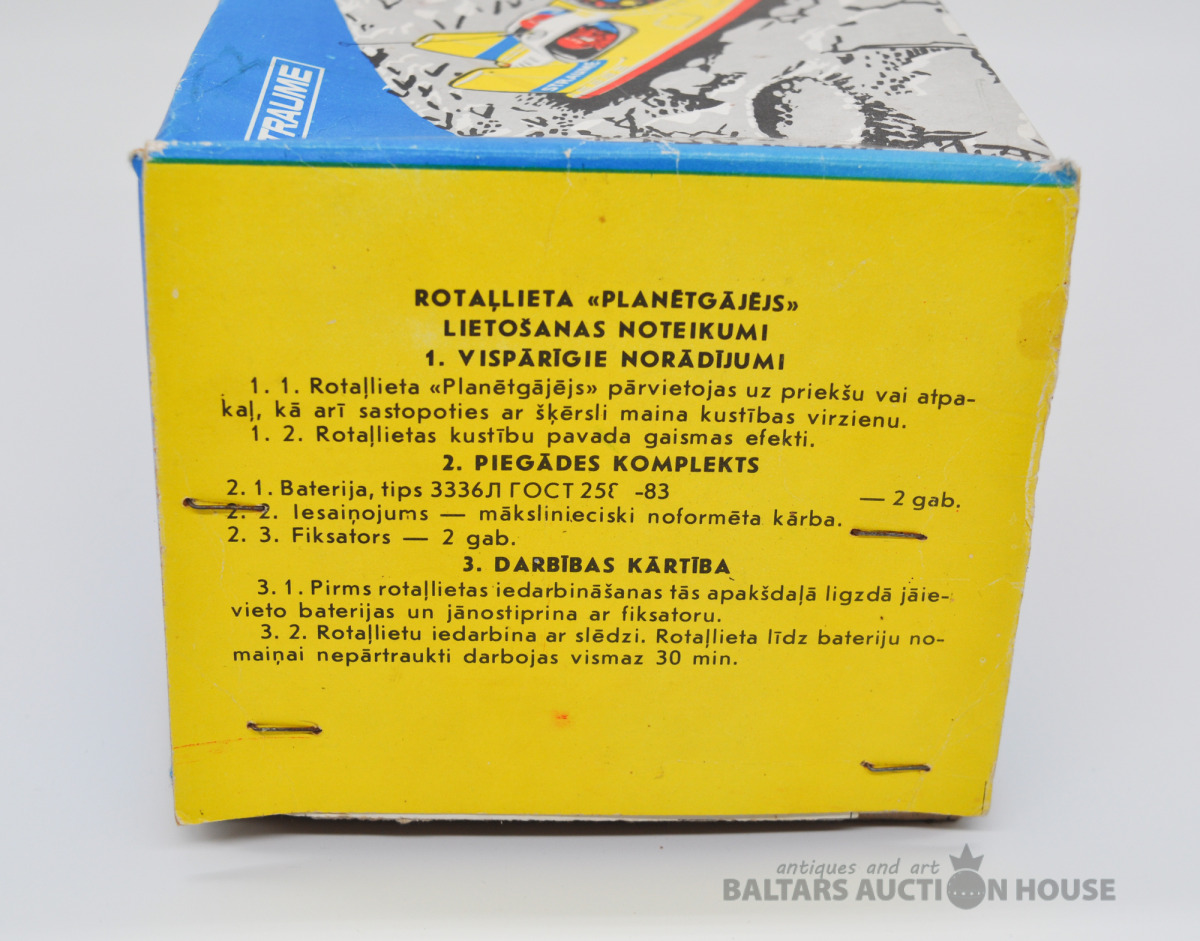 STRAUME
TRAUME
ROTAĻLIETA «PLANĒTGĀJĒJS»
LIETOŠANAS NOTEIKUMI
1. VISPĀRĪGIE NORĀDĪJUMI
1. 1. Rotaļlieta «Planētgājējs» pārvietojas uz priekšu vai atpa-
kaļ, kā arī sastopoties ar šķērsli maina kustības virzienu.
1. 2. Rotaļlietas kustību pavada gaismas efekti.
2. PIEGĀDES KOMPLEKTS
2. 1. Baterija, tips 3336Л ГОСТ -83 — 2 gab.
2. 2. Iesaiņojums — mākslinieciski noformēta kārba.
2. 3. Fiksators — 2 gab.
3. DARBĪBAS KĀRTĪBA
3. 1. Pirms rotaļlietas iedarbināšanas tās apakšdaļā ligzdā jāie-
vieto baterijas un jānostiprina ar fiksatoru.
3. 2. Rotaļlietu iedarbina ar slēdzi. Rotaļlieta līdz bateriju no-
maiņai nepārtraukti darbojas vismaz 30 min.
antiques and art
BALTARS AUCTION HOUSE